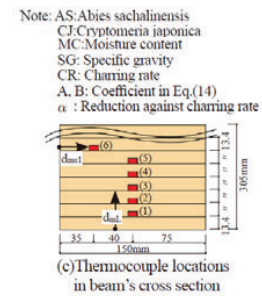 Note: AS:Abies sachalinensis
CJ:Cryptomeria japonica
MC:Moisture content
SG: Specific gravity
CR: Charring rate
A, B: Coefficient in Eq.(14)
α : Reduction against charring rate
(6)
dms1
(5)
(4)
(3)
(2)
(1)
dmL
13.4
13.4
305mm
35 40 75
150mm
(c)Thermocouple locations
in beam's cross section